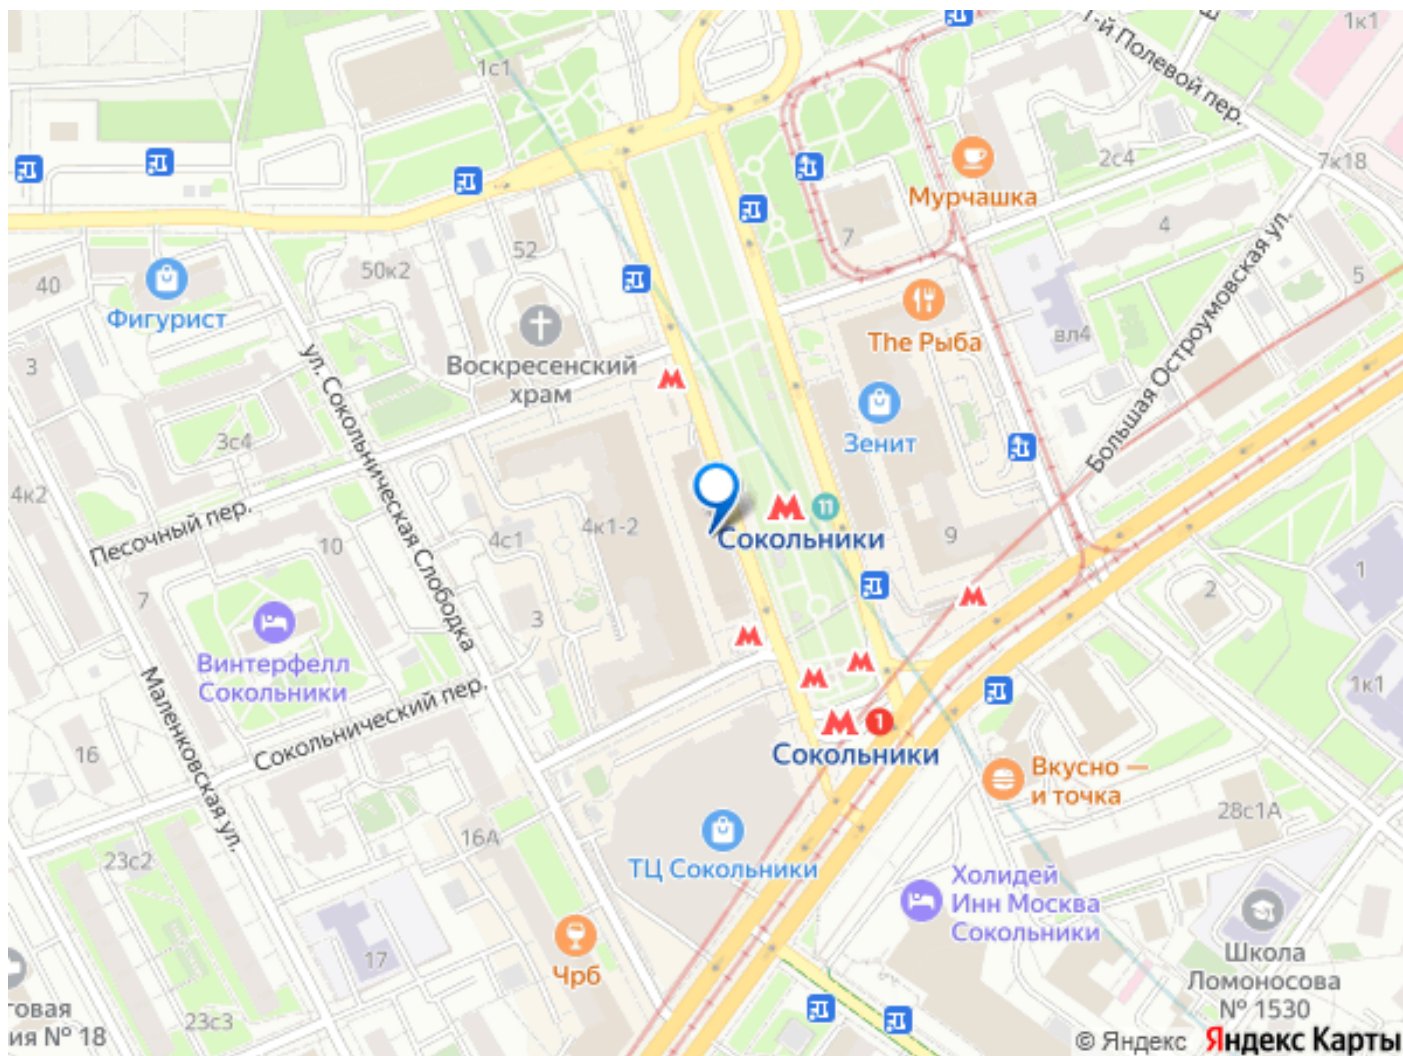 1с1
1-й Полевой пер.
1к1
Мурчашка
2с4
7к18
52
50к2
40
Фигурист
7
4
5
The Рыба
вл4
Воскресенский
храм
3
Зенит
Большая Остроумовская ул.
ул. Сокольническая Слободка
3с4
4к2
Песочный пер.
10
4с1
4к1-2
11
Сокольники
9
1
2
7
3
Винтерфелл
Сокольники
Маленковская ул.
Сокольнический пер.
1к1
16
1
Сокольники
Вкусно —
и точка
28с1А
16А
23с2
ТЦ Сокольники
Холидей
Инн Москва
Сокольники
Чрб
17
Школа
Ломоносова
№ 1530
говая
ия № 18
23с3
© Яндекс Яндекс Карты